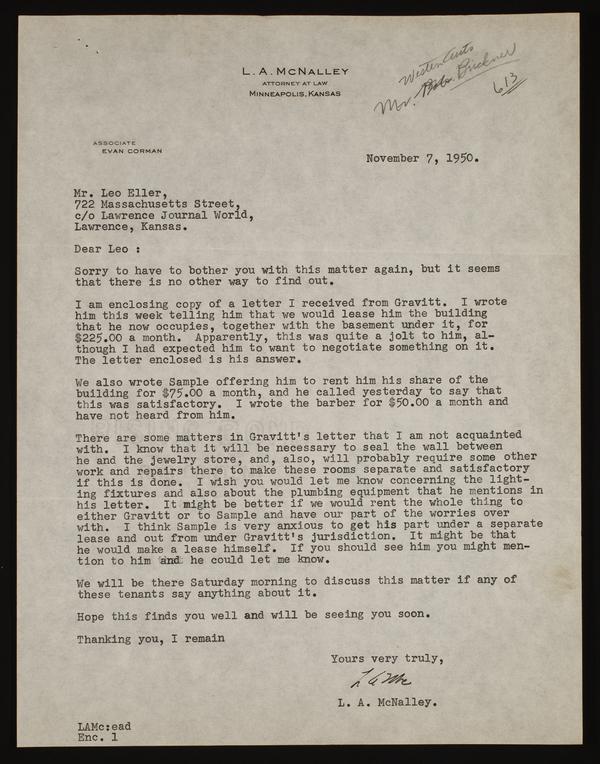 L. A. McNALLEY
ATTORNEY AT LAW
MINNEAPOLIS, KANSAS
Mr. Bruckner
613
ASSOCIATE
EVAN CORMAN
November 7, 1950.
Mr. Leo Eller,
722 Massachusetts Street,
c/o Lawrence Journal World,
Lawrence, Kansas.
Dear Leo :
Sorry to have to bother you with this matter again, but it seems
that there is no other way to find out.
I am enclosing copy of a letter I received from Gravitt. I wrote
him this week telling him that we would lease him the building
that he now occupies, together with the basement under it, for
$225.00 a month. Apparently, this was quite a jolt to him, al-
though I had expected him to want to negotiate something on it.
The letter enclosed is his answer.
We also wrote Sample offering him to rent him his share of the
building for $75.00 a month, and he called yesterday to say that
this was satisfactory. I wrote the barber for $50.00 a month and
have not heard from him.
There are some matters in Gravitt's letter that I am not acquainted
with. I know that it will be necessary to seal the wall between
he and the jewelry store, and, also, will probably require some other
work and repairs there to make these rooms separate and satisfactory
if this is done. I wish you would let me know concerning the light-
ing fixtures and also about the plumbing equipment that he mentions in
his letter. It might be better if we would rent the whole thing to
either Gravitt or to Sample and have our part of the worries over
with. I think Sample is very anxious to get his part under a separate
lease and out from under Gravitt's jurisdiction. It might be that
he would make a lease himself. If you should see him you might men-
tion to him and he could let me know.
We will be there Saturday morning to discuss this matter if any of
these tenants say anything about it.
Hope this finds you well and will be seeing you soon.
Thanking you, I remain
Yours very truly,
L. A. McNalley.
LAMc:ead
Enc. 1